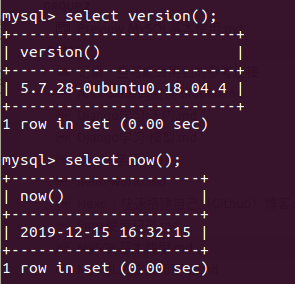 mysql> select version();
+-------------------------+
| version()               |
+-------------------------+
| 5.7.28-0ubuntu0.18.04.4 |
+-------------------------+
1 row in set (0.00 sec)
mysql> select now();
+---------------------+
| now()               |
+---------------------+
| 2019-12-15 16:32:15 |
+---------------------+
1 row in set (0.00 sec)